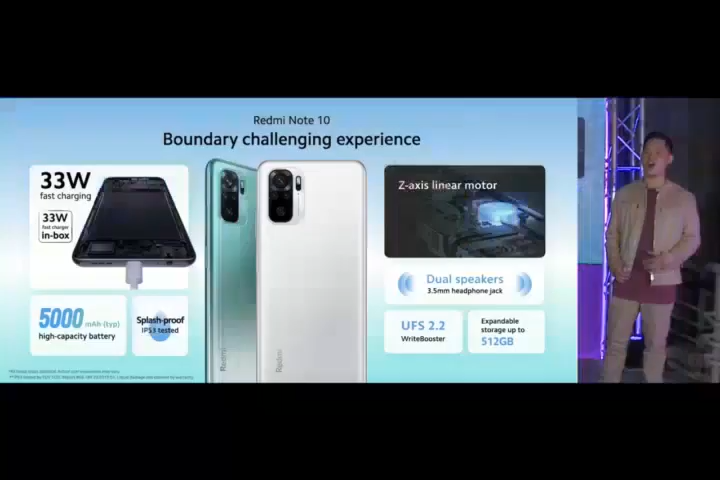 Redmi Note 10
Boundary challenging experience
33W
fast charging
33W
fast charger
in-box
5000 mAh (typ)
high-capacity battery
Splash-proof
IP53 tested
Redmi
Redmi
Z-axis linear motor
Dual speakers
3.5mm headphone jack
UFS 2.2
WriteBooster
Expandable
storage up to
512GB